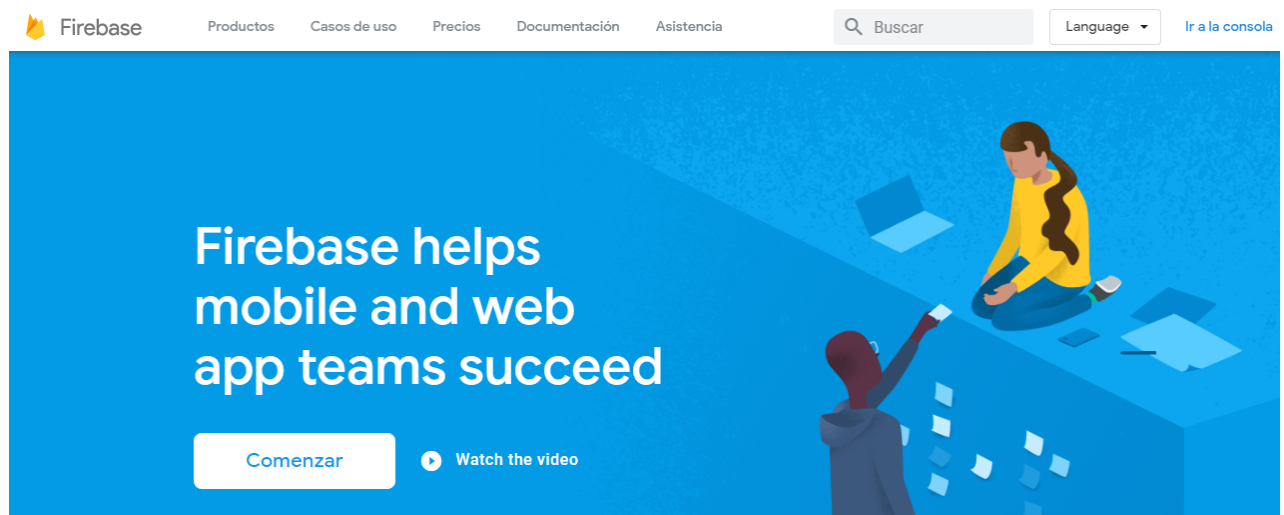 Firebase Productos Casos de uso Precios Documentación Asistencia Buscar Language Ir a la consola
Firebase helps
mobile and web
app teams succeed
Comenzar Watch the video